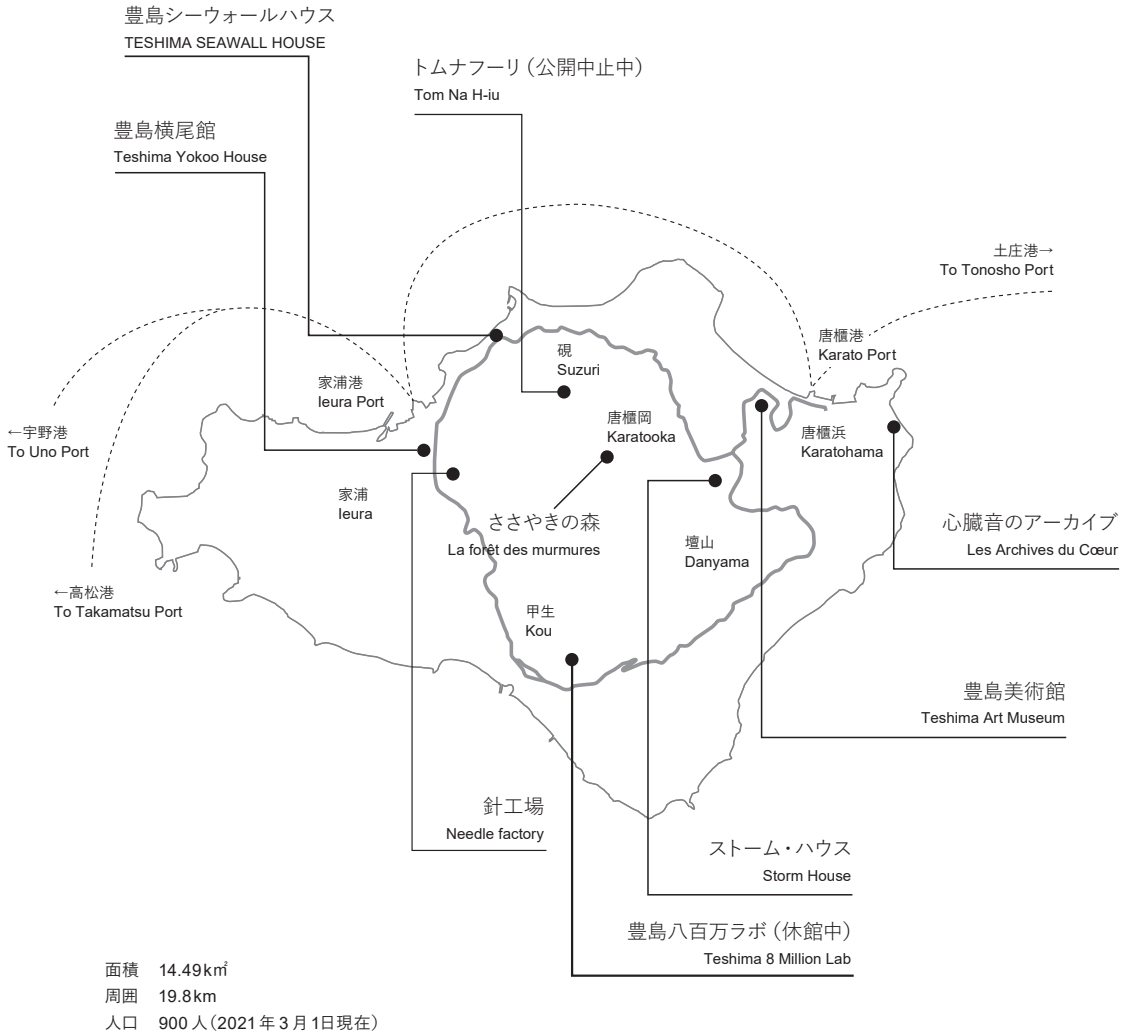 豊島シーウォールハウス
TESHIMA SEAWALL HOUSE
トムナフーリ（公開中止中）
Tom Na H-iu
豊島横尾館
Teshima Yokoo House
土庄港→
To Tonosho Port
唐櫃港
Karato Port
硯
Suzuri
家浦港
Ieura Port
唐櫃岡
Karatooka
唐櫃浜
Karatohama
←宇野港
To Uno Port
家浦
Ieura
ささやきの森
La forêt des murmures
壇山
Danyama
心臓音のアーカイブ
Les Archives du Cœur
←高松港
To Takamatsu Port
甲生
Kou
豊島美術館
Teshima Art Museum
針工場
Needle factory
ストーム・ハウス
Storm House
豊島八百万ラボ（休館中）
Teshima 8 Million Lab
面積 14.49k㎡
周囲 19.8km
人口 900人（2021年3月1日現在）